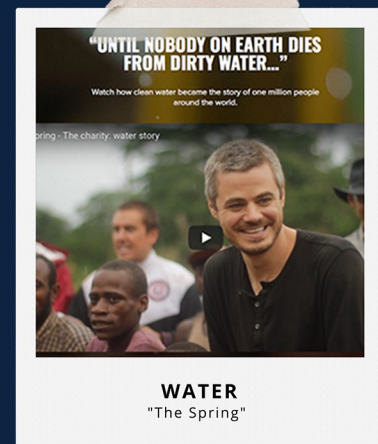 “UNTIL NOBODY ON EARTH DIES
FROM DIRTY WATER...”
Watch how clean water became the story of one million people
around the world.
pring - The charity: water story
WATER
"The Spring"